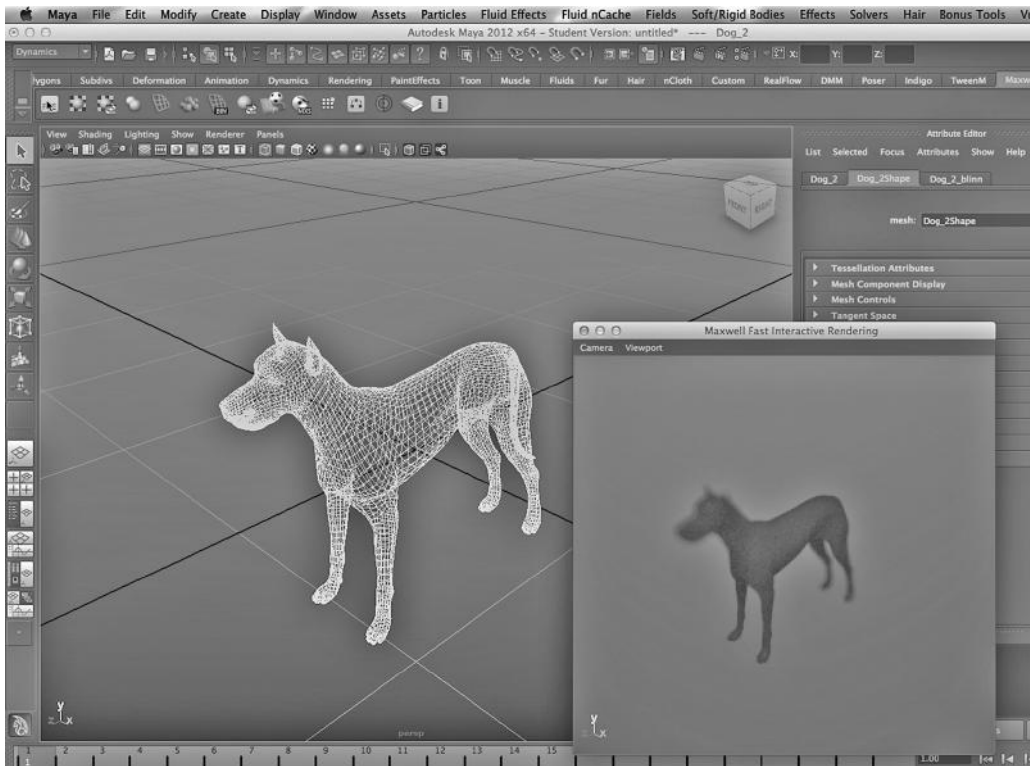 Maya File Edit Modify Create Display Window Assets Particles Fluid Effects Fluid nCache Fields Soft/Rigid Bodies Effects Solvers Hair Bonus Tools
Autodesk Maya 2012 x64 - Student Version: untitled* --- Dog_2
Dynamics X: Y: Z:
lygons Subdivs Deformation Animation Dynamics Rendering PaintEffects Toon Muscle Fluids Fur Hair nCloth Custom RealFlow DMM Poser Indigo TweenM Maxw
View Shading Lighting Show Renderer Panels
Attribute Editor
List Selected Focus Attributes Show Help
Dog_2 Dog_2Shape Dog_2_blinn
FRONT RIGHT
mesh: Dog_2Shape
Tessellation Attributes
Mesh Component Display
Mesh Controls
Tangent Space
Maxwell Fast Interactive Rendering
Camera Viewport
y
z x
persp
y
z x
1 2 3 4 5 6 7 8 9 10 11 12 13 14 15
1 1.00